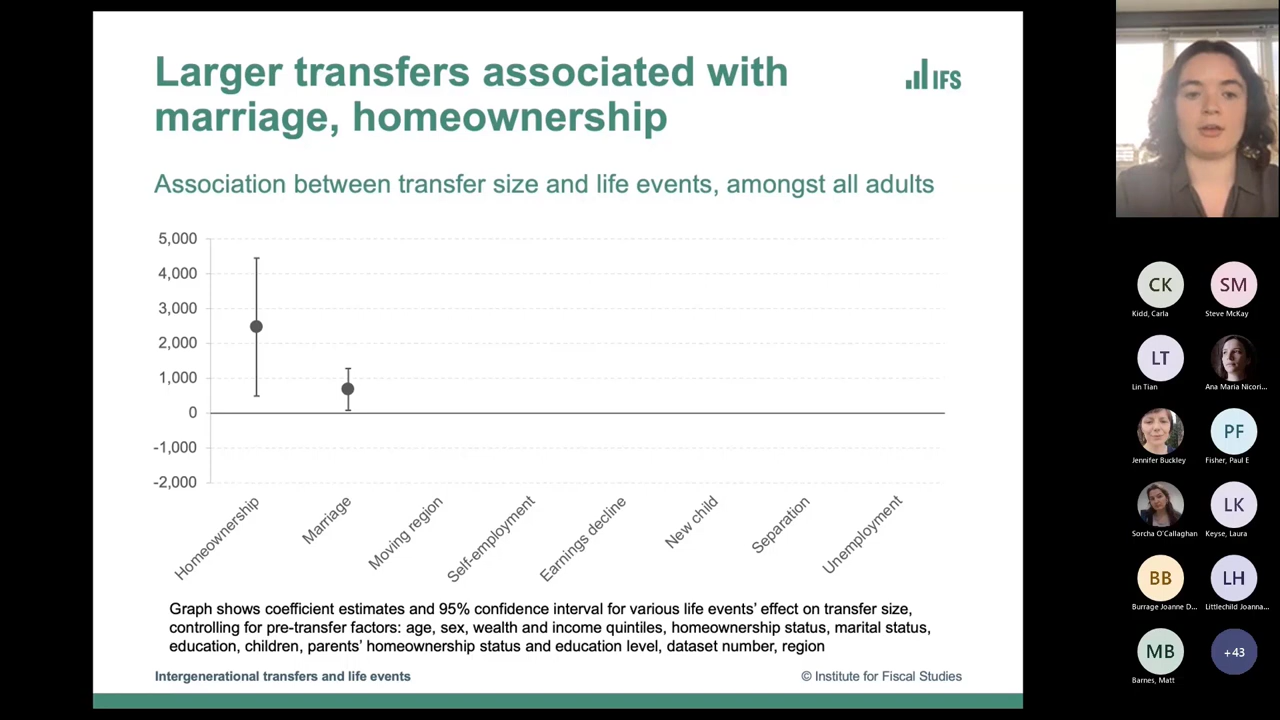 Larger transfers associated with
marriage, homeownership
IFS
Association between transfer size and life events, amongst all adults
5,000
4,000
3,000
2,000
1,000
0
-1,000
-2,000
Homeownership
Marriage
Moving region
Self-employment
Earnings decline
New child
Separation
Unemployment
Graph shows coefficient estimates and 95% confidence interval for various life events' effect on transfer size,
controlling for pre-transfer factors: age, sex, wealth and income quintiles, homeownership status, marital status,
education, children, parents' homeownership status and education level, dataset number, region
Intergenerational transfers and life events
© Institute for Fiscal Studies
CK
Kidd, Carla
SM
Steve McKay
LT
Lin Tian
Ana Maria Nicori...
Jennifer Buckley
PF
Fisher, Paul E
Sorcha O'Callaghan
LK
Keyse, Laura
BB
Burrage Joanne D...
LH
Littlechild Joanna...
MB
Barnes, Matt
+43